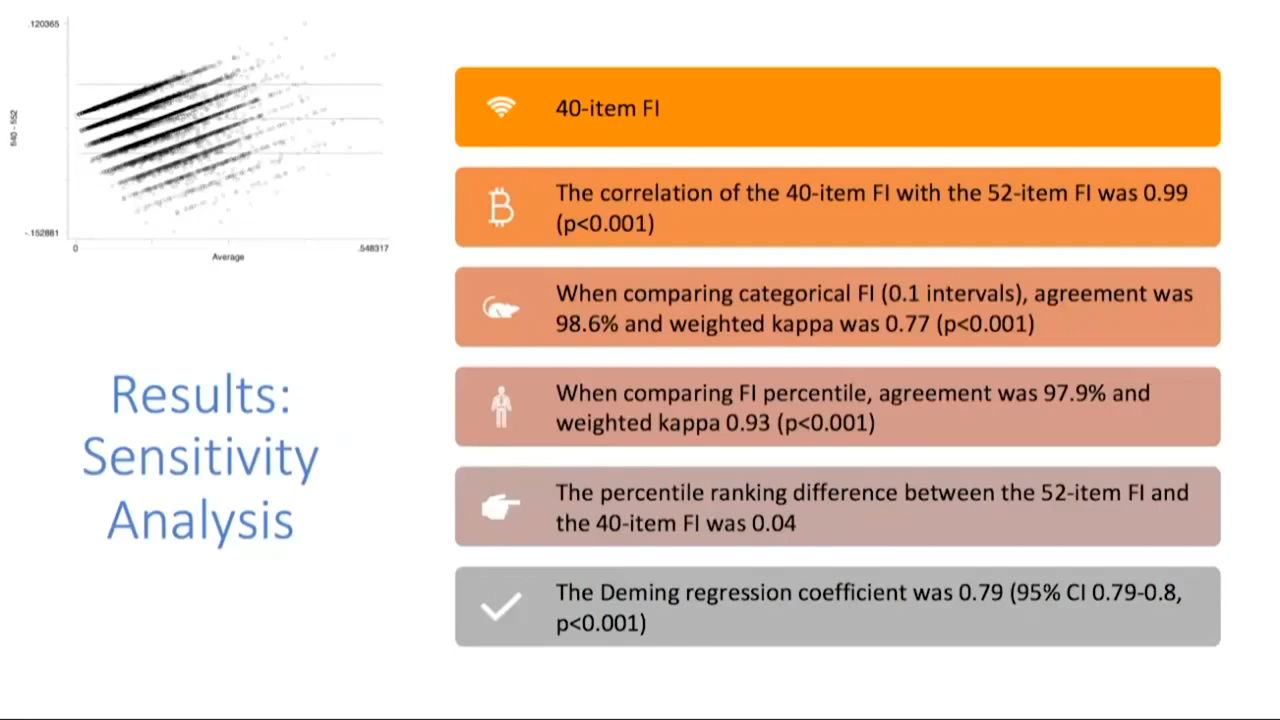 .120365
s40 - s52
-.152881
0
.548317
Average
Results:
Sensitivity
Analysis
40-item FI
The correlation of the 40-item FI with the 52-item FI was 0.99
(p<0.001)
When comparing categorical FI (0.1 intervals), agreement was
98.6% and weighted kappa was 0.77 (p<0.001)
When comparing FI percentile, agreement was 97.9% and
weighted kappa 0.93 (p<0.001)
The percentile ranking difference between the 52-item FI and
the 40-item FI was 0.04
The Deming regression coefficient was 0.79 (95% CI 0.79-0.8,
p<0.001)